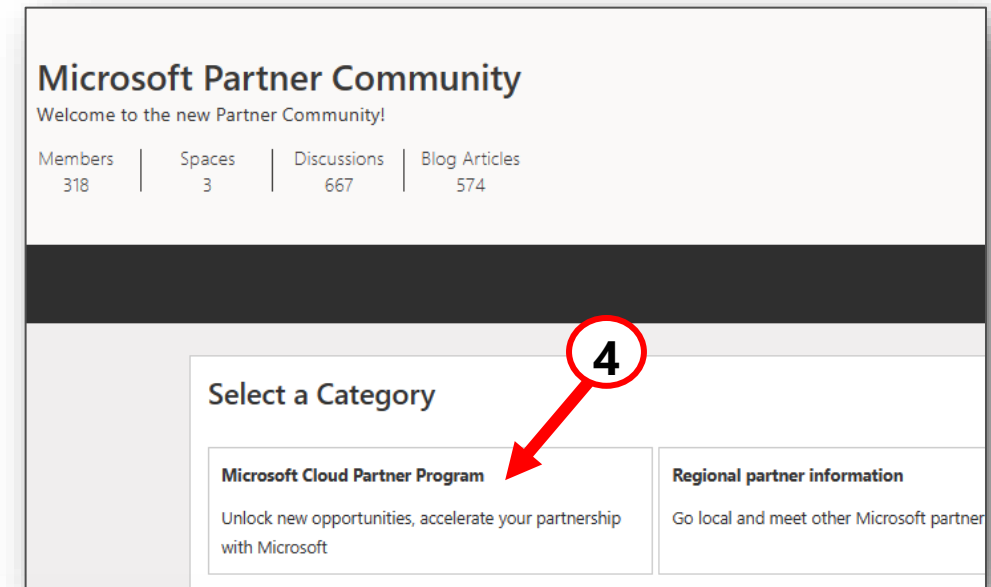 Microsoft Partner Community
Welcome to the new Partner Community!
Members Spaces Discussions Blog Articles
318 3 667 574
4
Select a Category
Microsoft Cloud Partner Program
Unlock new opportunities, accelerate your partnership
with Microsoft
Regional partner information
Go local and meet other Microsoft partner